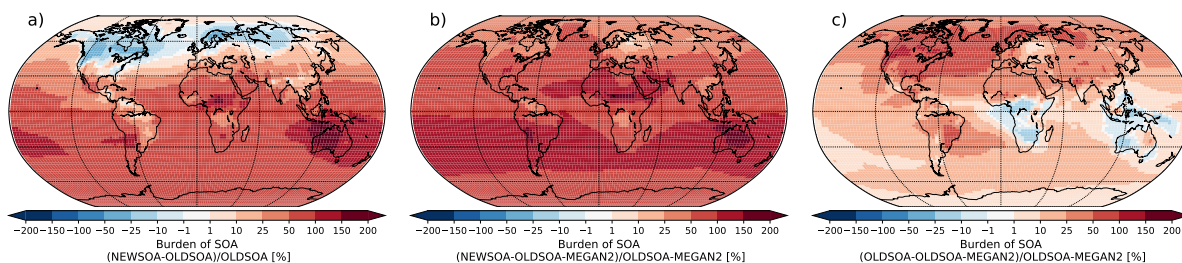 a)
−200 −150 −100 −50 −25 −10 −1 1 10 25 50 100 150 200
Burden of SOA
(NEWSOA-OLDSOA)/OLDSOA [%]
b)
−200 −150 −100 −50 −25 −10 −1 1 10 25 50 100 150 200
Burden of SOA
(NEWSOA-OLDSOA-MEGAN2)/OLDSOA-MEGAN2 [%]
c)
−200 −150 −100 −50 −25 −10 −1 1 10 25 50 100 150 200
Burden of SOA
(OLDSOA-OLDSOA-MEGAN2)/OLDSOA-MEGAN2 [%]